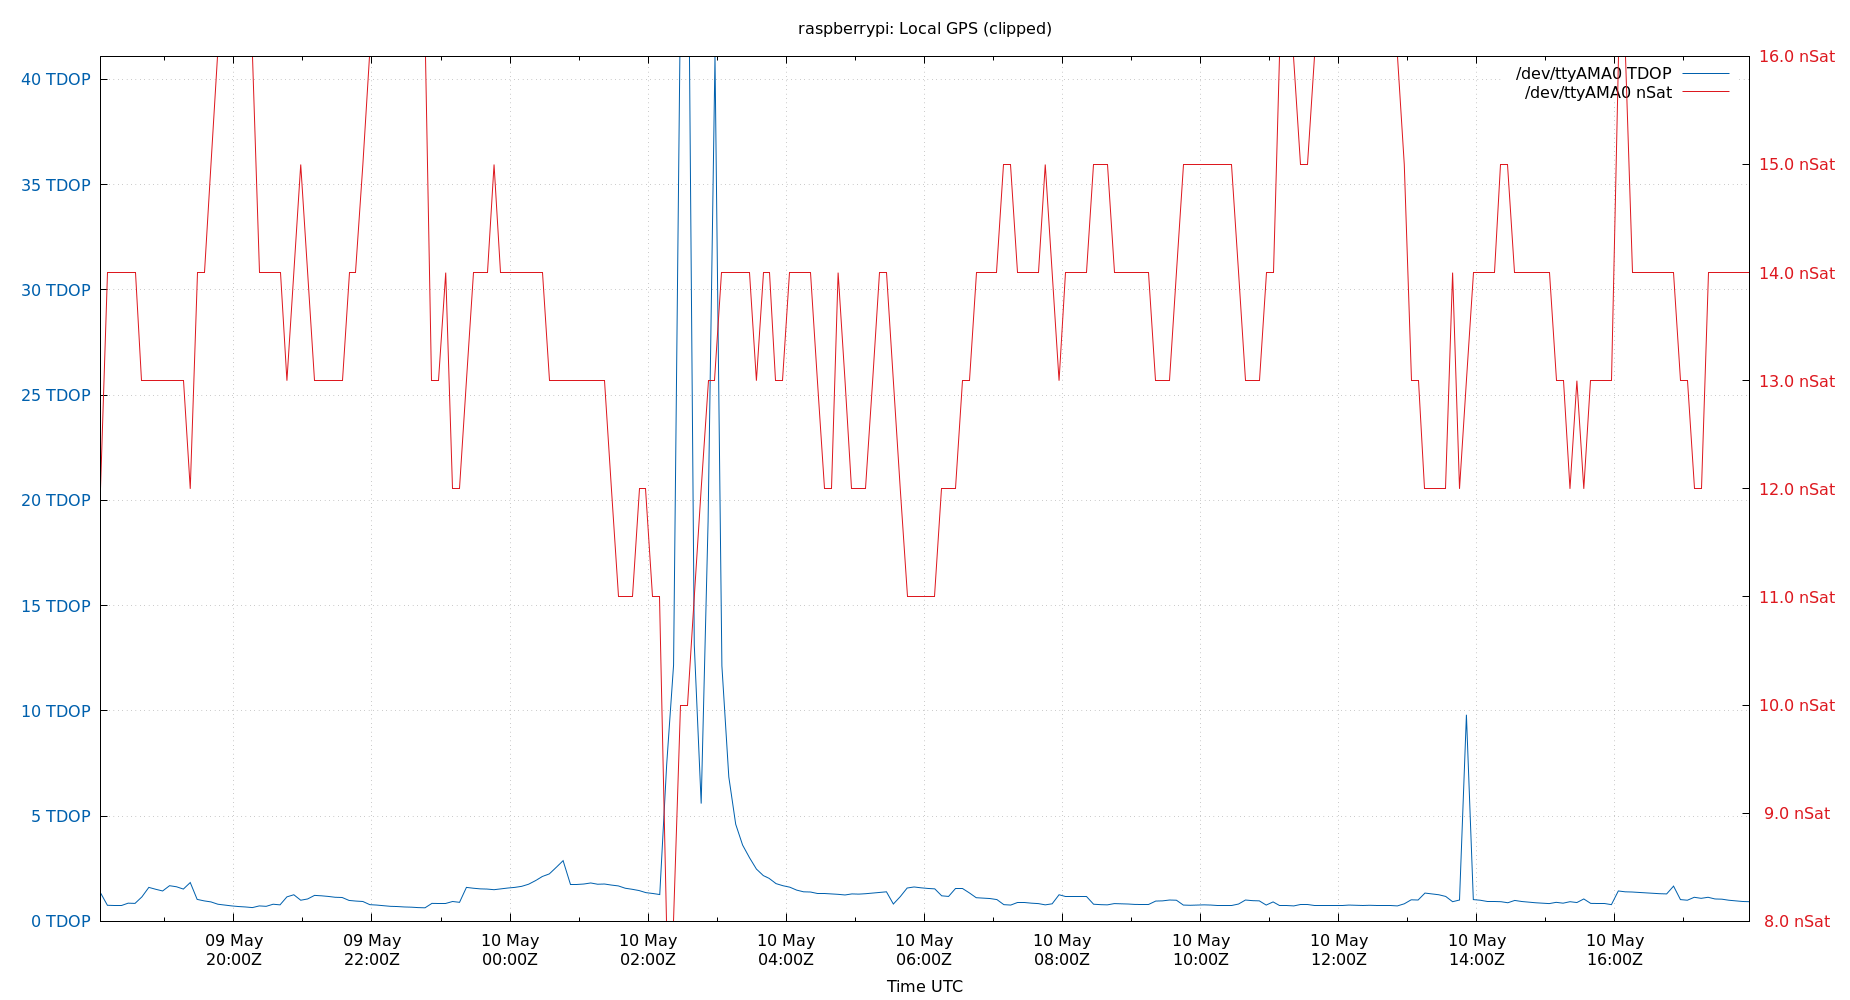 raspberrypi: Local GPS (clipped)
40 TDOP
35 TDOP
30 TDOP
25 TDOP
20 TDOP
15 TDOP
10 TDOP
5 TDOP
0 TDOP
16.0 nSat
15.0 nSat
14.0 nSat
13.0 nSat
12.0 nSat
11.0 nSat
10.0 nSat
9.0 nSat
8.0 nSat
/dev/ttyAMA0 TDOP
/dev/ttyAMA0 nSat
09 May
20:00Z
09 May
22:00Z
10 May
00:00Z
10 May
02:00Z
10 May
04:00Z
10 May
06:00Z
10 May
08:00Z
10 May
10:00Z
10 May
12:00Z
10 May
14:00Z
10 May
16:00Z
Time UTC